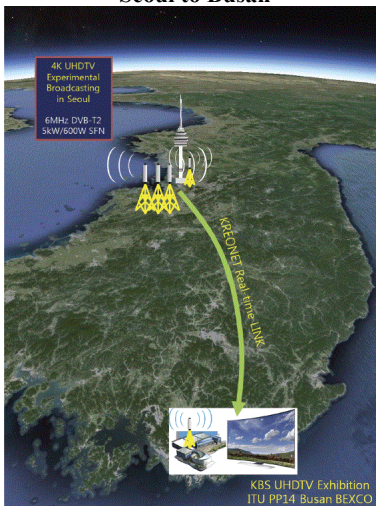 Seoul to Busan
4K UHDTV
Experimental
Broadcasting
in Seoul
6MHz DVB-T2
5kW/600W SFN
KREONET Real-time LINK
KBS UHDTV Exhibition
ITU PP14 Busan BEXCO